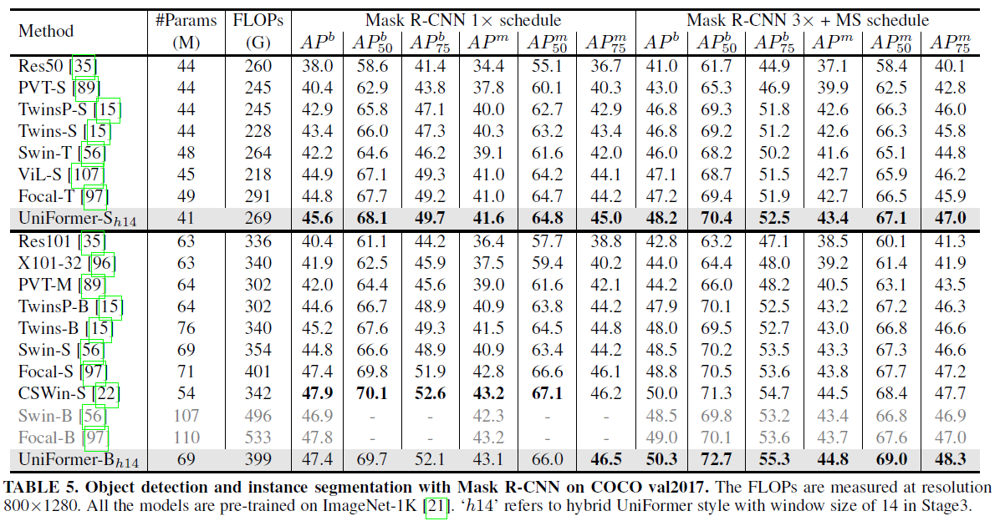 Method #Params (M) FLOPs (G) Mask R-CNN 1× schedule Mask R-CNN 3× + MS schedule
AP^b AP^b_50 AP^b_75 AP^m AP^m_50 AP^m_75 AP^b AP^b_50 AP^b_75 AP^m AP^m_50 AP^m_75
Res50 [35] 44 260 38.0 58.6 41.4 34.4 55.1 36.7 41.0 61.7 44.9 37.1 58.4 40.1
PVT-S [89] 44 245 40.4 62.9 43.8 37.8 60.1 40.3 43.0 65.3 46.9 39.9 62.5 42.8
TwinsP-S [15] 44 245 42.9 65.8 47.1 40.0 62.7 42.9 46.8 69.3 51.8 42.6 66.3 46.0
Twins-S [15] 44 228 43.4 66.0 47.3 40.3 63.2 43.4 46.8 69.2 51.2 42.6 66.3 45.8
Swin-T [56] 48 264 42.2 64.6 46.2 39.1 61.6 42.0 46.0 68.2 50.2 41.6 65.1 44.8
ViL-S [107] 45 218 44.9 67.1 49.3 41.0 64.2 44.1 47.1 68.7 51.5 42.7 65.9 46.2
Focal-T [97] 49 291 44.8 67.7 49.2 41.0 64.7 44.2 47.2 69.4 51.9 42.7 66.5 45.9
UniFormer-S_h14 41 269 45.6 68.1 49.7 41.6 64.8 45.0 48.2 70.4 52.5 43.4 67.1 47.0
Res101 [35] 63 336 40.4 61.1 44.2 36.4 57.7 38.8 42.8 63.2 47.1 38.5 60.1 41.3
X101-32 [96] 63 340 41.9 62.5 45.9 37.5 59.4 40.2 44.0 64.4 48.0 39.2 61.4 41.9
PVT-M [89] 64 302 42.0 64.4 45.6 39.0 61.6 42.1 44.2 66.0 48.2 40.5 63.1 43.5
TwinsP-B [15] 64 302 44.6 66.7 48.9 40.9 63.8 44.2 47.9 70.1 52.5 43.2 67.2 46.3
Twins-B [15] 76 340 45.2 67.6 49.3 41.5 64.5 44.8 48.0 69.5 52.7 43.0 66.8 46.6
Swin-S [56] 69 354 44.8 66.6 48.9 40.9 63.4 44.2 48.5 70.2 53.5 43.3 67.3 46.6
Focal-S [97] 71 401 47.4 69.8 51.9 42.8 66.6 46.1 48.8 70.5 53.6 43.8 67.7 47.2
CSWin-S [22] 54 342 47.9 70.1 52.6 43.2 67.1 46.2 50.0 71.3 54.7 44.5 68.4 47.7
Swin-B [56] 107 496 46.9 - - 42.3 - - 48.5 69.8 53.2 43.4 66.8 46.9
Focal-B [97] 110 533 47.8 - - 43.2 - - 49.0 70.1 53.6 43.7 67.6 47.0
UniFormer-B_h14 69 399 47.4 69.7 52.1 43.1 66.0 46.5 50.3 72.7 55.3 44.8 69.0 48.3
TABLE 5. Object detection and instance segmentation with Mask R-CNN on COCO val2017. The FLOPs are measured at resolution
800×1280. All the models are pre-trained on ImageNet-1K [21]. ‘h14’ refers to hybrid UniFormer style with window size of 14 in Stage3.